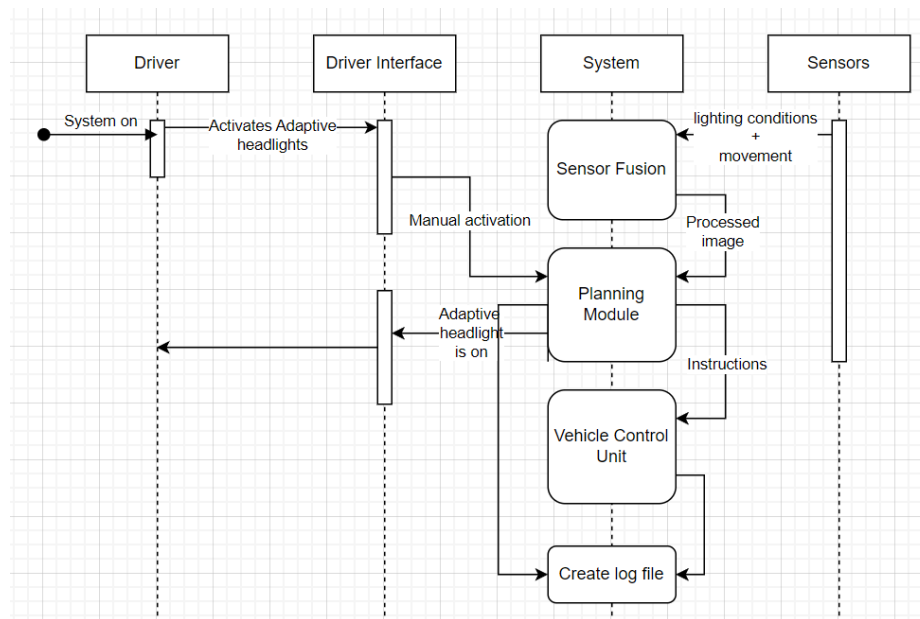 Driver
Driver Interface
System
Sensors
System on
Activates Adaptive
headlights
lighting conditions
+
movement
Sensor Fusion
Manual activation
Processed
image
Planning
Module
Adaptive
headlight
is on
Instructions
Vehicle Control
Unit
Create log file